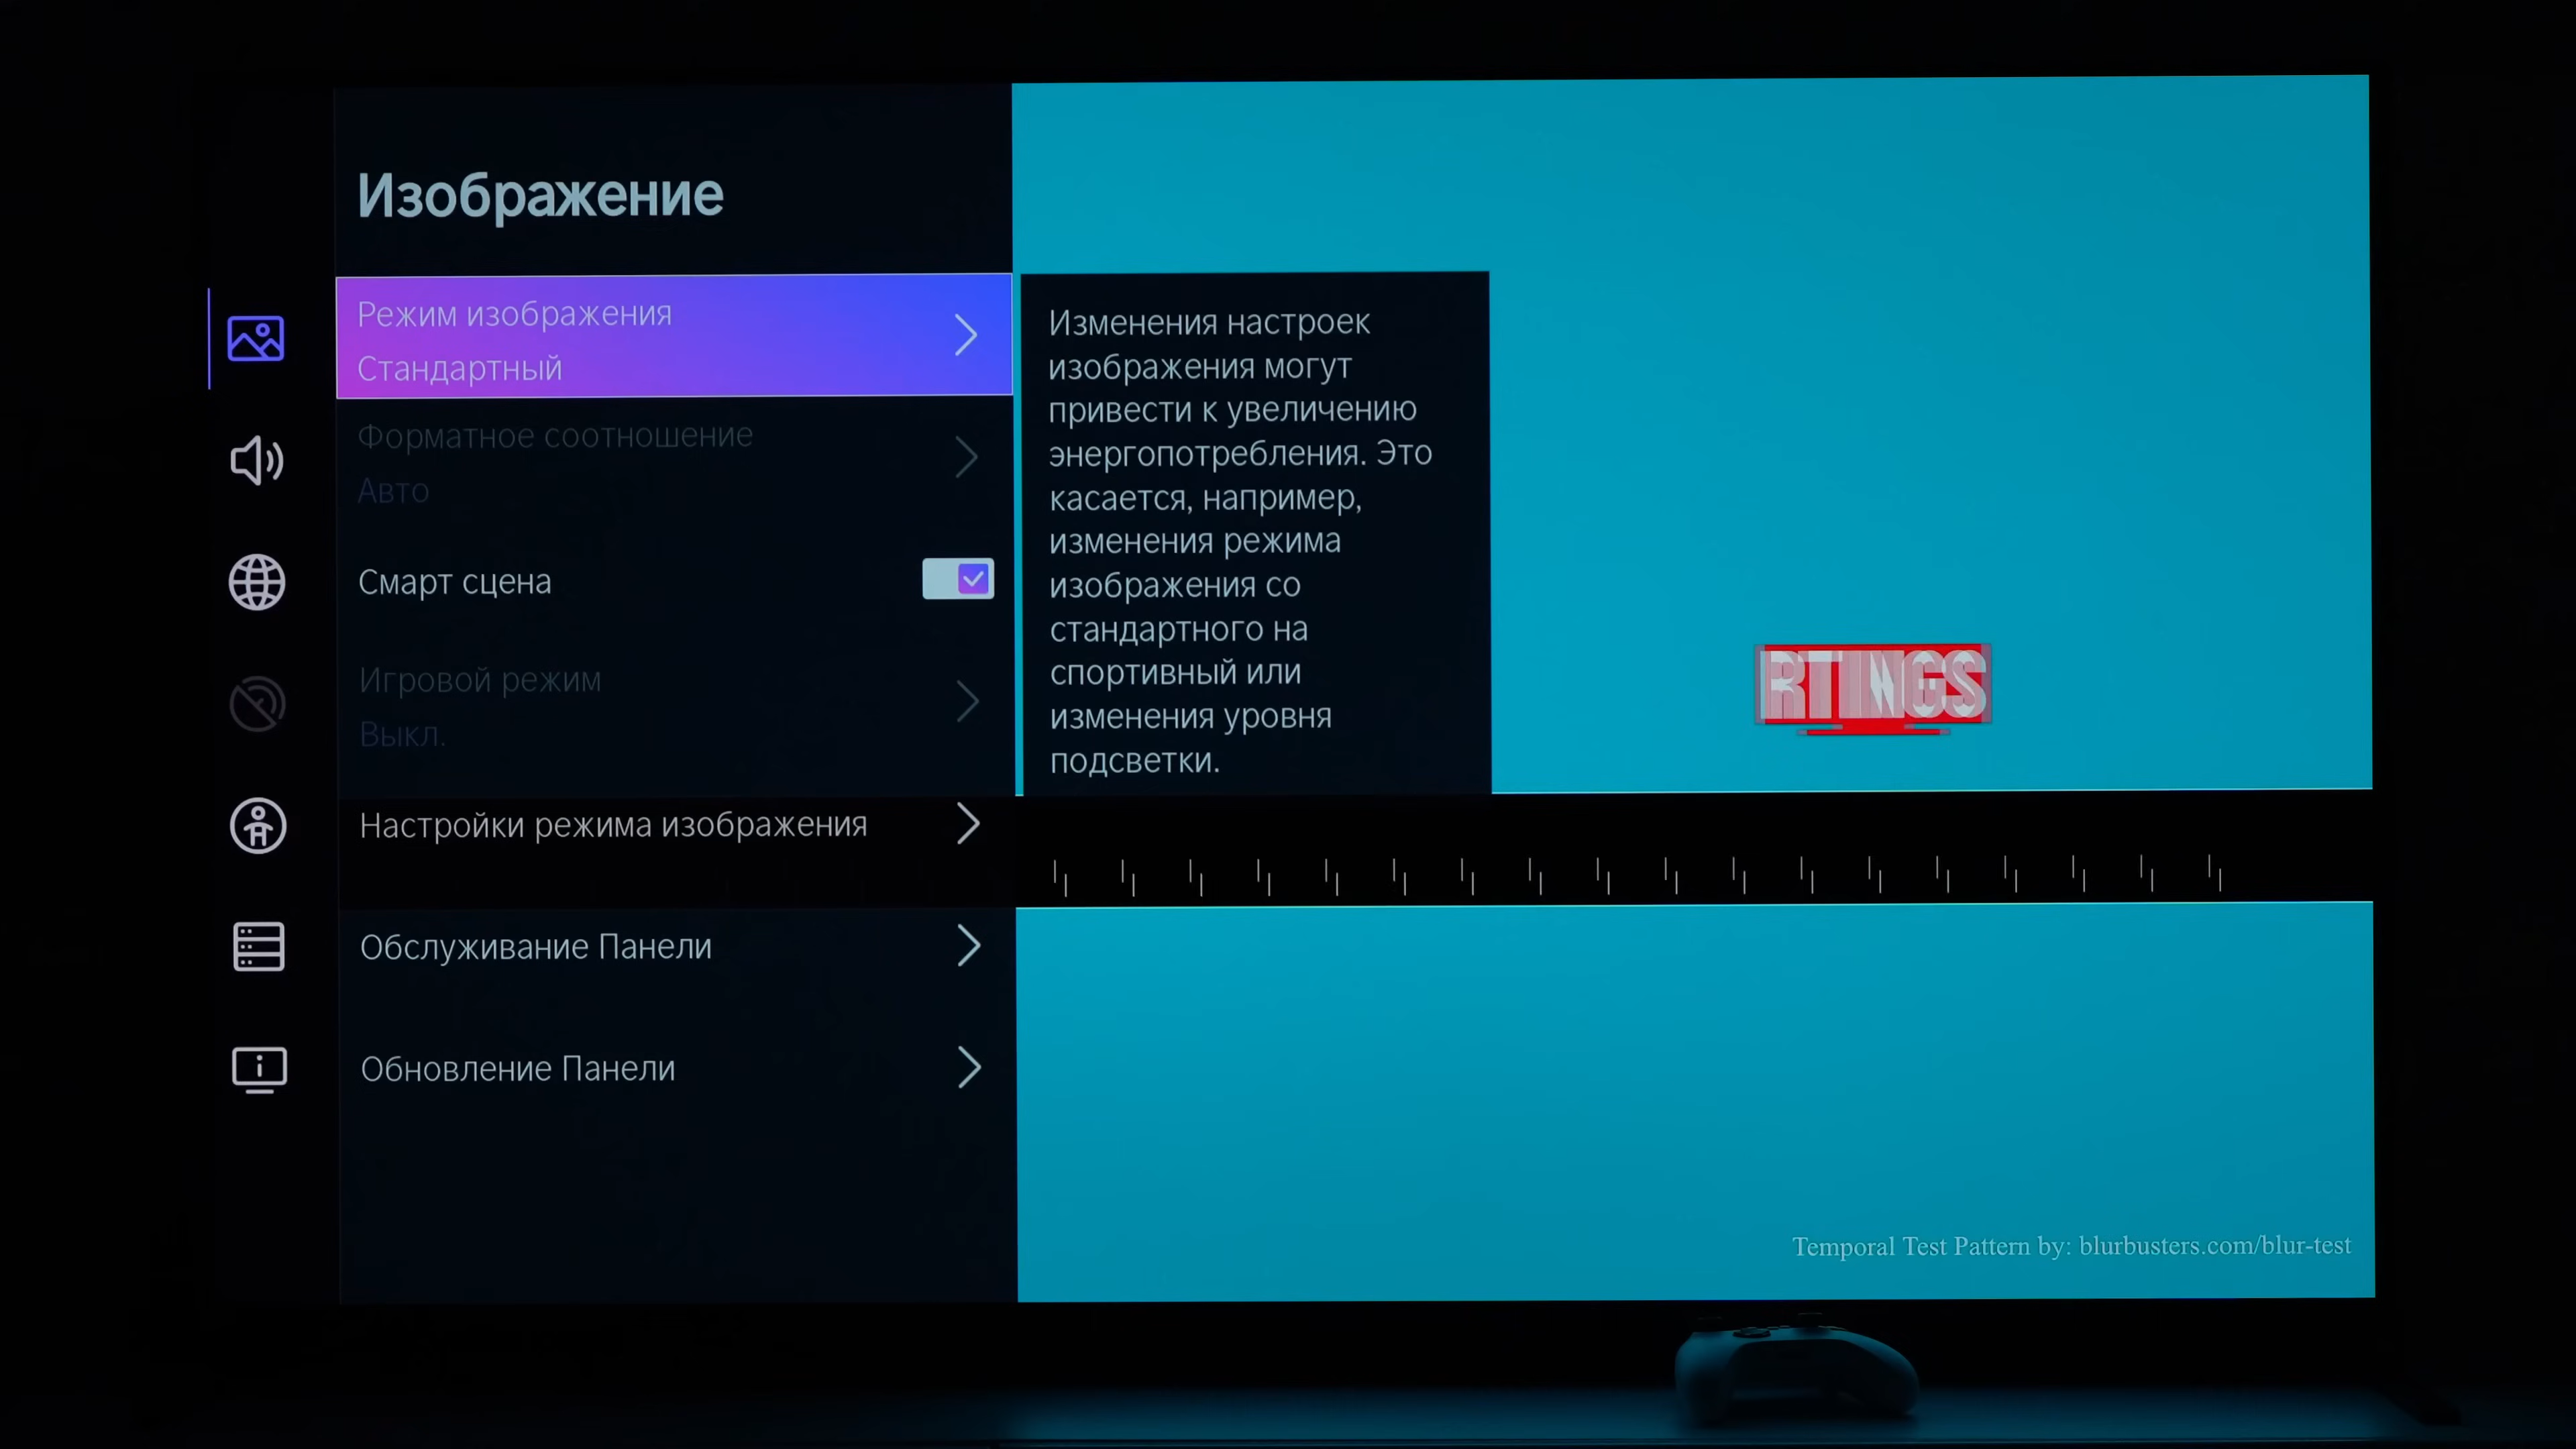 Изображение
Режим изображения
Стандартный
Форматное соотношение
Авто
Смарт сцена
Игровой режим
Выкл.
Настройки режима изображения
Обслуживание Панели
Обновление Панели
Изменения настроек
изображения могут
привести к увеличению
энергопотребления. Это
касается, например,
изменения режима
изображения со
стандартного на
спортивный или
изменения уровня
подсветки.
RTINGS
Temporal Test Pattern by: blurbusters.com/blur-test